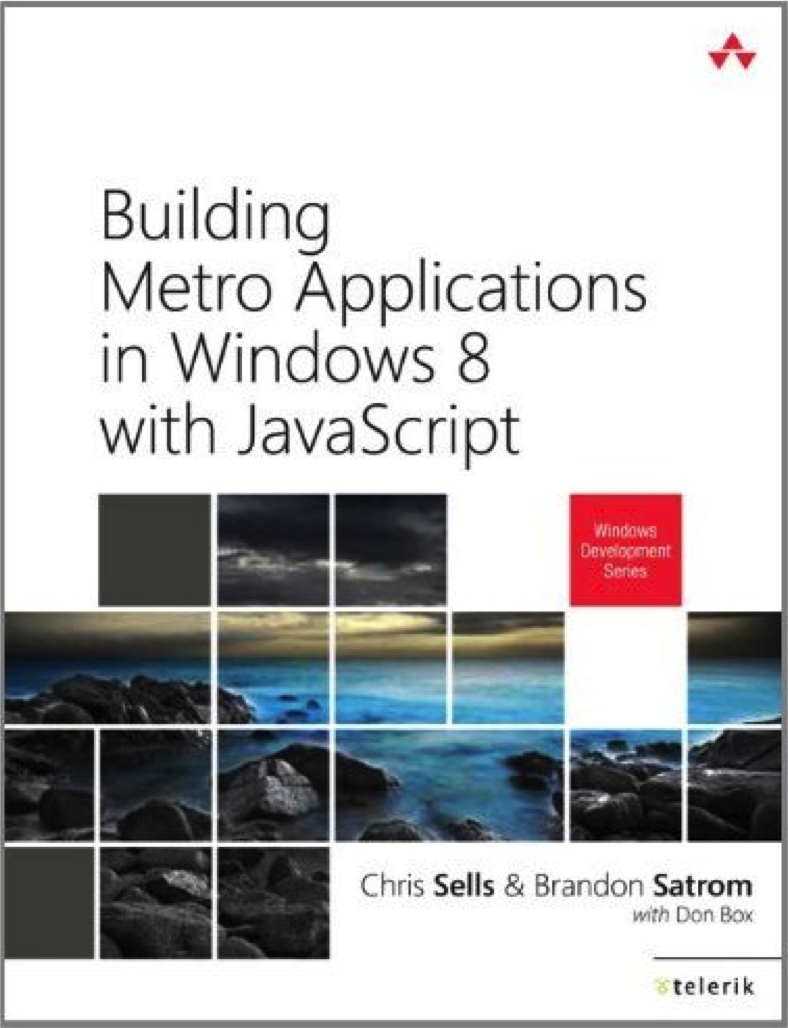 Building
Metro Applications
in Windows 8
with JavaScript
Windows
Development
Series
Chris Sells & Brandon Satrom
with Don Box
telerik